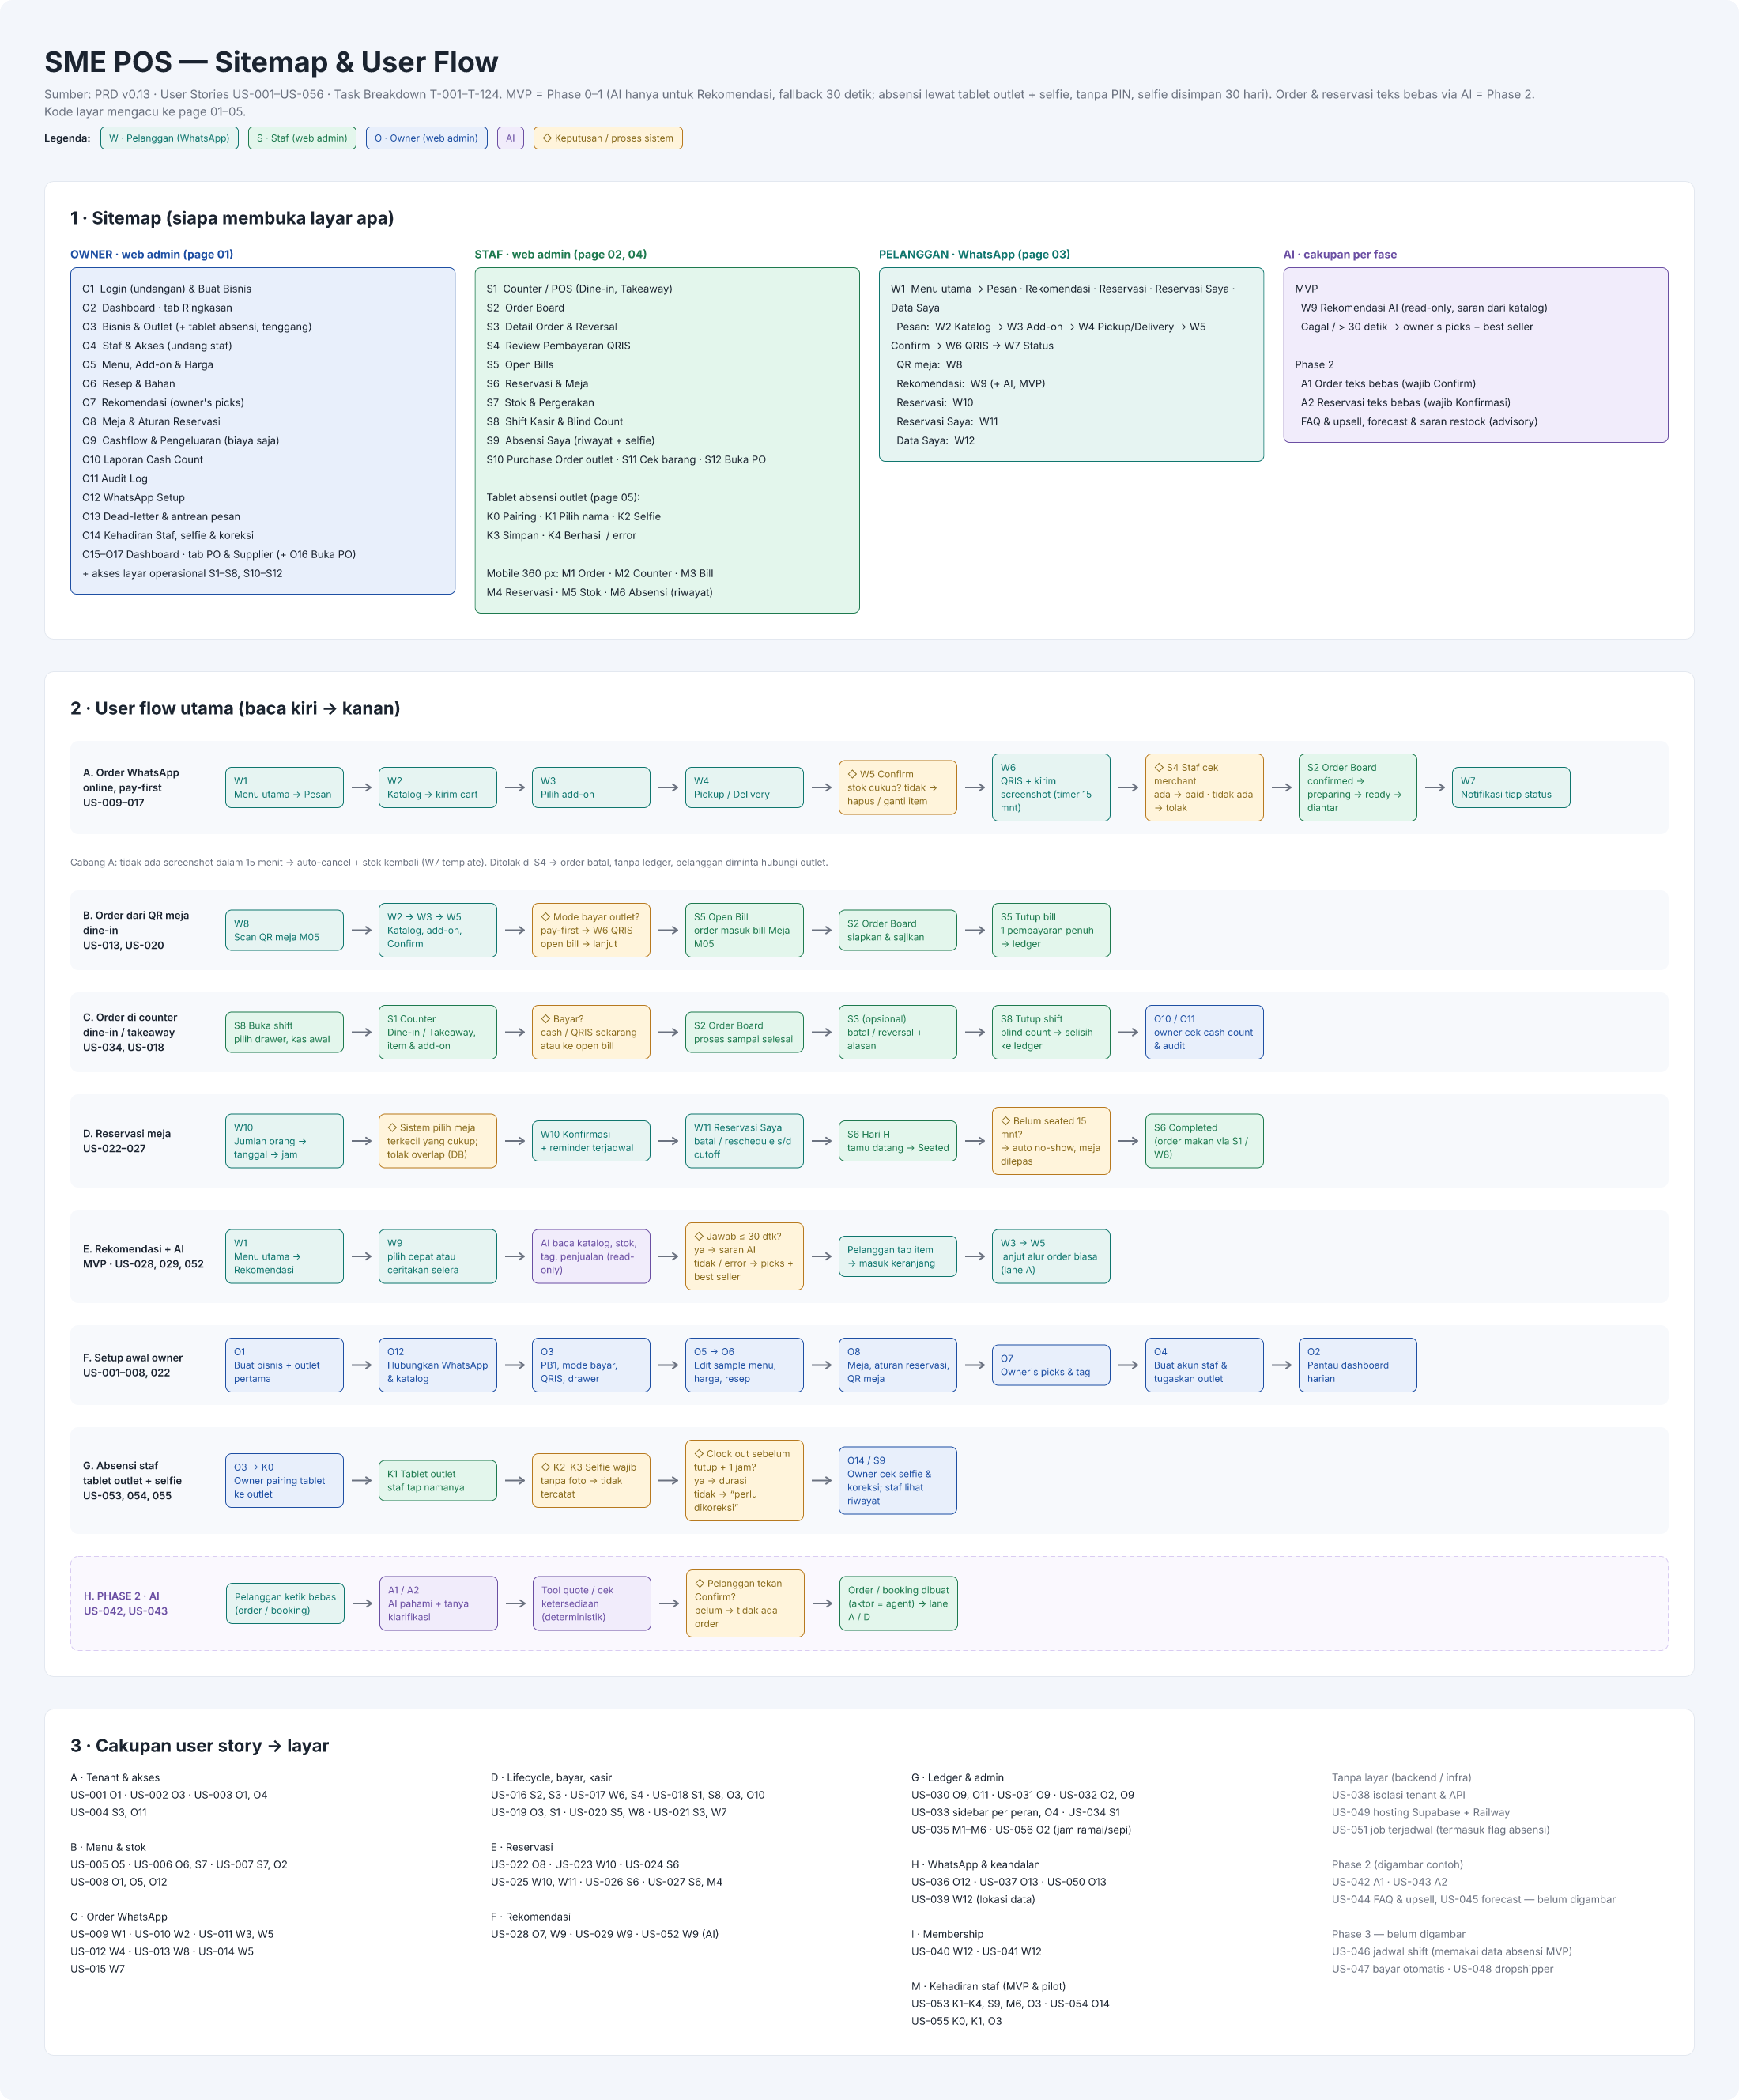 SME POS — Sitemap & User Flow
Sumber: PRD v0.13 · User Stories US-001–US-056 · Task Breakdown T-001–T-124. MVP = Phase 0–1 (AI hanya untuk Rekomendasi, fallback 30 detik; absensi lewat tablet outlet + selfie, tanpa PIN, selfie disimpan 30 hari). Order & reservasi teks bebas via AI = Phase 2.
Kode layar mengacu ke page 01–05.
Legenda:
W · Pelanggan (WhatsApp)
S · Staf (web admin)
O · Owner (web admin)
AI
◇ Keputusan / proses sistem
1 · Sitemap (siapa membuka layar apa)
OWNER · web admin (page 01)
O1 Login (undangan) & Buat Bisnis
O2 Dashboard · tab Ringkasan
O3 Bisnis & Outlet (+ tablet absensi, tenggang)
O4 Staf & Akses (undang staf)
O5 Menu, Add-on & Harga
O6 Resep & Bahan
O7 Rekomendasi (owner's picks)
O8 Meja & Aturan Reservasi
O9 Cashflow & Pengeluaran (biaya saja)
O10 Laporan Cash Count
O11 Audit Log
O12 WhatsApp Setup
O13 Dead-letter & antrean pesan
O14 Kehadiran Staf, selfie & koreksi
O15–O17 Dashboard · tab PO & Supplier (+ O16 Buka PO)
+ akses layar operasional S1–S8, S10–S12
STAF · web admin (page 02, 04)
S1 Counter / POS (Dine-in, Takeaway)
S2 Order Board
S3 Detail Order & Reversal
S4 Review Pembayaran QRIS
S5 Open Bills
S6 Reservasi & Meja
S7 Stok & Pergerakan
S8 Shift Kasir & Blind Count
S9 Absensi Saya (riwayat + selfie)
S10 Purchase Order outlet · S11 Cek barang · S12 Buka PO
Tablet absensi outlet (page 05):
K0 Pairing · K1 Pilih nama · K2 Selfie
K3 Simpan · K4 Berhasil / error
Mobile 360 px: M1 Order · M2 Counter · M3 Bill
M4 Reservasi · M5 Stok · M6 Absensi (riwayat)
PELANGGAN · WhatsApp (page 03)
W1 Menu utama → Pesan · Rekomendasi · Reservasi · Reservasi Saya ·
Data Saya
Pesan: W2 Katalog → W3 Add-on → W4 Pickup/Delivery → W5
Confirm → W6 QRIS → W7 Status
QR meja: W8
Rekomendasi: W9 (+ AI, MVP)
Reservasi: W10
Reservasi Saya: W11
Data Saya: W12
AI · cakupan per fase
MVP
W9 Rekomendasi AI (read-only, saran dari katalog)
Gagal / > 30 detik → owner's picks + best seller
Phase 2
A1 Order teks bebas (wajib Confirm)
A2 Reservasi teks bebas (wajib Konfirmasi)
FAQ & upsell, forecast & saran restock (advisory)
2 · User flow utama (baca kiri → kanan)
A. Order WhatsApp
online, pay-first
US-009–017
W1
Menu utama → Pesan
W2
Katalog → kirim cart
W3
Pilih add-on
W4
Pickup / Delivery
◇ W5 Confirm
stok cukup? tidak →
hapus / ganti item
W6
QRIS + kirim
screenshot (timer 15
mnt)
◇ S4 Staf cek
merchant
ada → paid · tidak ada
→ tolak
S2 Order Board
confirmed →
preparing → ready →
diantar
W7
Notifikasi tiap status
Cabang A: tidak ada screenshot dalam 15 menit → auto-cancel + stok kembali (W7 template). Ditolak di S4 → order batal, tanpa ledger, pelanggan diminta hubungi outlet.
B. Order dari QR meja
dine-in
US-013, US-020
W8
Scan QR meja M05
W2 → W3 → W5
Katalog, add-on,
Confirm
◇ Mode bayar outlet?
pay-first → W6 QRIS
open bill → lanjut
S5 Open Bill
order masuk bill Meja
M05
S2 Order Board
siapkan & sajikan
S5 Tutup bill
1 pembayaran penuh
→ ledger
C. Order di counter
dine-in / takeaway
US-034, US-018
S8 Buka shift
pilih drawer, kas awal
S1 Counter
Dine-in / Takeaway,
item & add-on
◇ Bayar?
cash / QRIS sekarang
atau ke open bill
S2 Order Board
proses sampai selesai
S3 (opsional)
batal / reversal +
alasan
S8 Tutup shift
blind count → selisih
ke ledger
O10 / O11
owner cek cash count
& audit
D. Reservasi meja
US-022–027
W10
Jumlah orang →
tanggal → jam
◇ Sistem pilih meja
terkecil yang cukup;
tolak overlap (DB)
W10 Konfirmasi
+ reminder terjadwal
W11 Reservasi Saya
batal / reschedule s/d
cutoff
S6 Hari H
tamu datang → Seated
◇ Belum seated 15
mnt?
→ auto no-show, meja
dilepas
S6 Completed
(order makan via S1 /
W8)
E. Rekomendasi + AI
MVP · US-028, 029, 052
W1
Menu utama →
Rekomendasi
W9
pilih cepat atau
ceritakan selera
AI baca katalog, stok,
tag, penjualan (read-
only)
◇ Jawab ≤ 30 dtk?
ya → saran AI
tidak / error → picks +
best seller
Pelanggan tap item
→ masuk keranjang
W3 → W5
lanjut alur order biasa
(lane A)
F. Setup awal owner
US-001–008, 022
O1
Buat bisnis + outlet
pertama
O12
Hubungkan WhatsApp
& katalog
O3
PB1, mode bayar,
QRIS, drawer
O5 → O6
Edit sample menu,
harga, resep
O8
Meja, aturan reservasi,
QR meja
O7
Owner's picks & tag
O4
Buat akun staf &
tugaskan outlet
O2
Pantau dashboard
harian
G. Absensi staf
tablet outlet + selfie
US-053, 054, 055
O3 → K0
Owner pairing tablet
ke outlet
K1 Tablet outlet
staf tap namanya
◇ K2–K3 Selfie wajib
tanpa foto → tidak
tercatat
◇ Clock out sebelum
tutup + 1 jam?
ya → durasi
tidak → “perlu
dikoreksi”
O14 / S9
Owner cek selfie &
koreksi; staf lihat
riwayat
H. PHASE 2 · AI
US-042, US-043
Pelanggan ketik bebas
(order / booking)
A1 / A2
AI pahami + tanya
klarifikasi
Tool quote / cek
ketersediaan
(deterministik)
◇ Pelanggan tekan
Confirm?
belum → tidak ada
order
Order / booking dibuat
(aktor = agent) → lane
A / D
3 · Cakupan user story → layar
A · Tenant & akses
US-001 O1 · US-002 O3 · US-003 O1, O4
US-004 S3, O11
B · Menu & stok
US-005 O5 · US-006 O6, S7 · US-007 S7, O2
US-008 O1, O5, O12
C · Order WhatsApp
US-009 W1 · US-010 W2 · US-011 W3, W5
US-012 W4 · US-013 W8 · US-014 W5
US-015 W7
D · Lifecycle, bayar, kasir
US-016 S2, S3 · US-017 W6, S4 · US-018 S1, S8, O3, O10
US-019 O3, S1 · US-020 S5, W8 · US-021 S3, W7
E · Reservasi
US-022 O8 · US-023 W10 · US-024 S6
US-025 W10, W11 · US-026 S6 · US-027 S6, M4
F · Rekomendasi
US-028 O7, W9 · US-029 W9 · US-052 W9 (AI)
G · Ledger & admin
US-030 O9, O11 · US-031 O9 · US-032 O2, O9
US-033 sidebar per peran, O4 · US-034 S1
US-035 M1–M6 · US-056 O2 (jam ramai/sepi)
H · WhatsApp & keandalan
US-036 O12 · US-037 O13 · US-050 O13
US-039 W12 (lokasi data)
I · Membership
US-040 W12 · US-041 W12
M · Kehadiran staf (MVP & pilot)
US-053 K1–K4, S9, M6, O3 · US-054 O14
US-055 K0, K1, O3
Tanpa layar (backend / infra)
US-038 isolasi tenant & API
US-049 hosting Supabase + Railway
US-051 job terjadwal (termasuk flag absensi)
Phase 2 (digambar contoh)
US-042 A1 · US-043 A2
US-044 FAQ & upsell, US-045 forecast — belum digambar
Phase 3 — belum digambar
US-046 jadwal shift (memakai data absensi MVP)
US-047 bayar otomatis · US-048 dropshipper